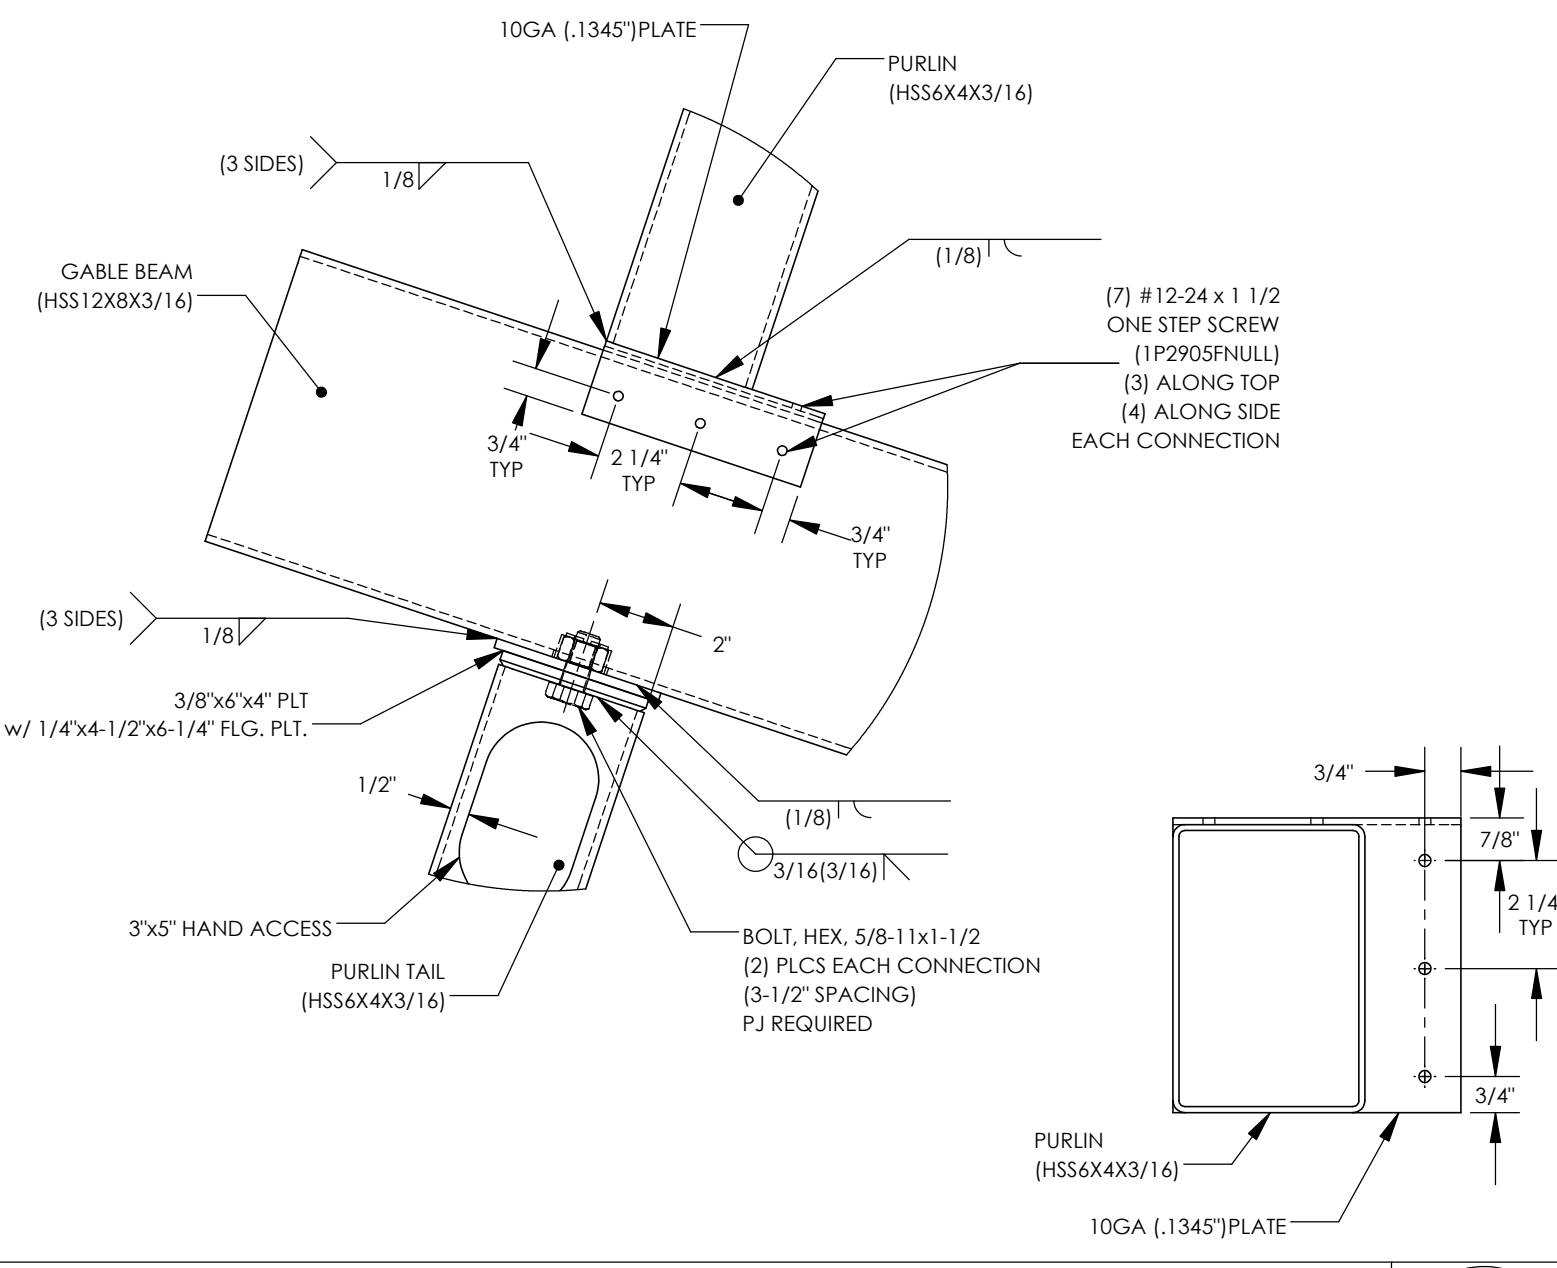 10GA (.1345")PLATE
PURLIN
(HSS6X4X3/16)
(3 SIDES)
1/8
(1/8)
GABLE BEAM
(HSS12X8X3/16)
(7) #12-24 x 1 1/2
ONE STEP SCREW
(1P2905FNULL)
(3) ALONG TOP
(4) ALONG SIDE
EACH CONNECTION
3/4"
TYP
2 1/4"
TYP
3/4"
TYP
(3 SIDES)
1/8
2"
3/8"x6"x4" PLT
w/ 1/4"x4-1/2"x6-1/4" FLG. PLT.
1/2"
(1/8)
3/16(3/16)
3"x5" HAND ACCESS
PURLIN TAIL
(HSS6X4X3/16)
BOLT, HEX, 5/8-11x1-1/2
(2) PLCS EACH CONNECTION
(3-1/2" SPACING)
PJ REQUIRED
3/4"
7/8"
2 1/4
TYP
3/4"
PURLIN
(HSS6X4X3/16)
10GA (.1345")PLATE